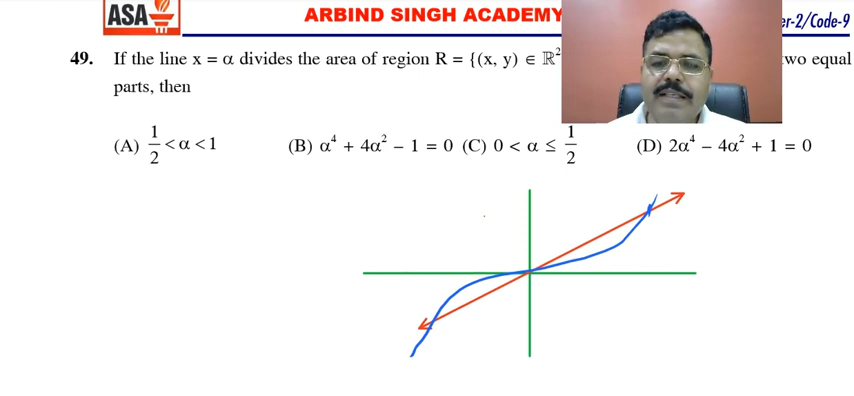 ASA
ARBIND SINGH ACADEMY
er-2/Code-9
49. If the line x = α divides the area of region R = {(x, y) ∈ ℝ² wo equal
parts, then
(A) 1/2 < α < 1 (B) α⁴ + 4α² − 1 = 0 (C) 0 < α ≤ 1/2 (D) 2α⁴ − 4α² + 1 = 0